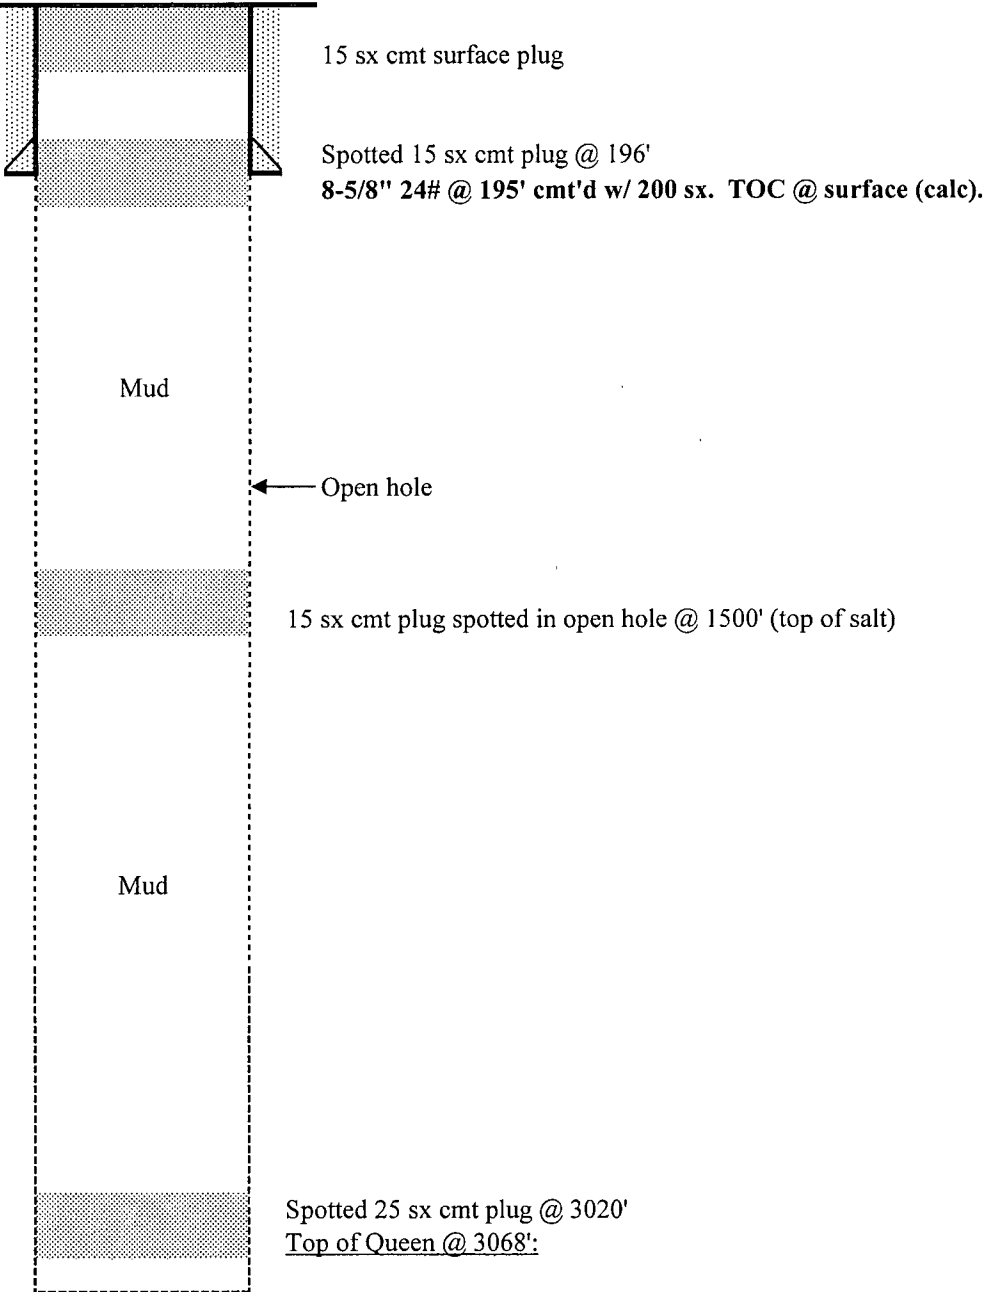 15 sx cmt surface plug
Spotted 15 sx cmt plug @ 196'
8-5/8" 24# @ 195' cmt'd w/ 200 sx.  TOC @ surface (calc).
Mud
Open hole
15 sx cmt plug spotted in open hole @ 1500' (top of salt)
Mud
Spotted 25 sx cmt plug @ 3020'
Top of Queen @ 3068':